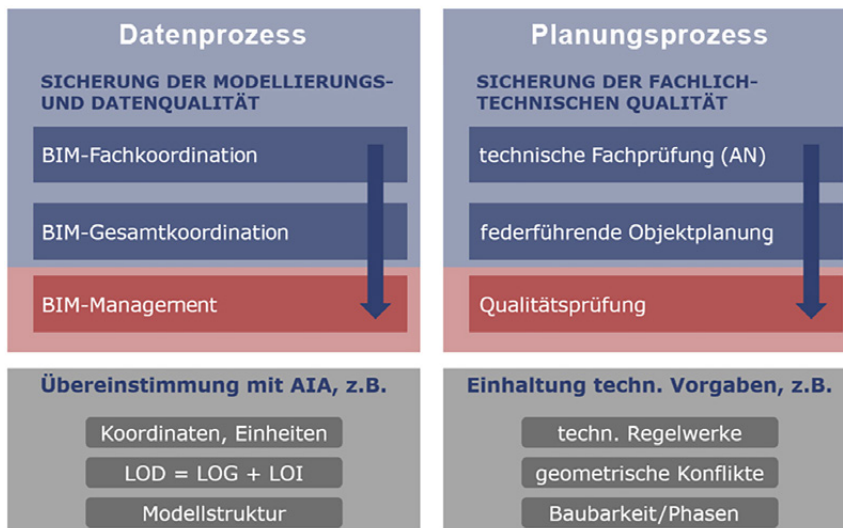 Datenprozess
SICHERUNG DER MODELLIERUNGS-
UND DATENQUALITÄT
BIM-Fachkoordination
BIM-Gesamtkoordination
BIM-Management
Übereinstimmung mit AIA, z.B.
Koordinaten, Einheiten
LOD = LOG + LOI
Modellstruktur
Planungsprozess
SICHERUNG DER FACHLICH-
TECHNISCHEN QUALITÄT
technische Fachprüfung (AN)
federführende Objektplanung
Qualitätsprüfung
Einhaltung techn. Vorgaben, z.B.
techn. Regelwerke
geometrische Konflikte
Baubarkeit/Phasen